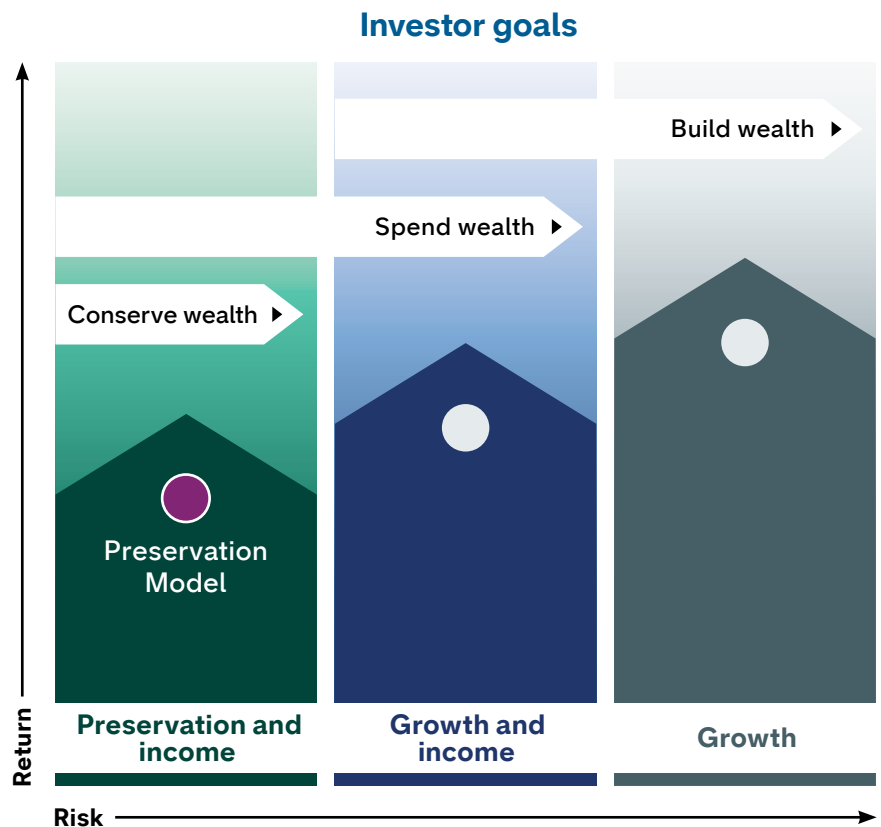 Investor goals
Build wealth
Spend wealth
Conserve wealth
Preservation
Model
Preservation and
income
Growth and
income
Growth
Return
Risk